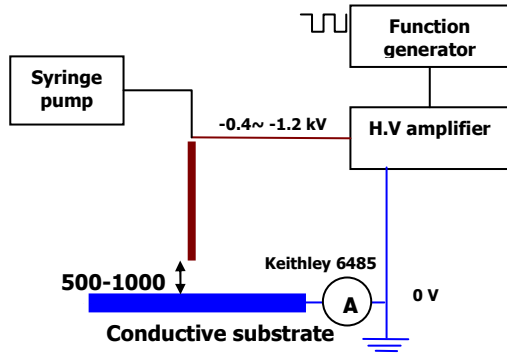 Function
generator
Syringe
pump
H.V amplifier
-0.4~ -1.2 kV
Keithley 6485
500-1000
A
0 V
Conductive substrate